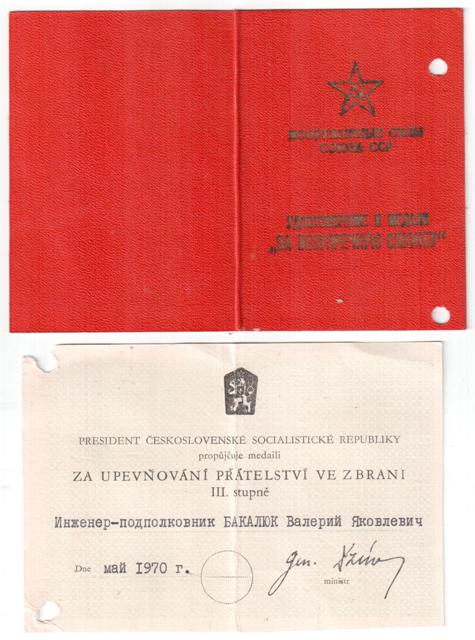 ВООРУЖЕННЫЕ СИЛЫ
СОЮЗА ССР
УДОСТОВЕРЕНИЕ К МЕДАЛИ
„ЗА БЕЗУПРЕЧНУЮ СЛУЖБУ“
PRESIDENT ČESKOSLOVENSKÉ SOCIALISTICKÉ REPUBLIKY
propůjčuje medaili
ZA UPEVŇOVÁNÍ PŘÁTELSTVÍ VE ZBRANI
III. stupně
Инженер-подполковник БАКАЛЮК Валерий Яковлевич
Dne май 1970 г.
gen.
ministr